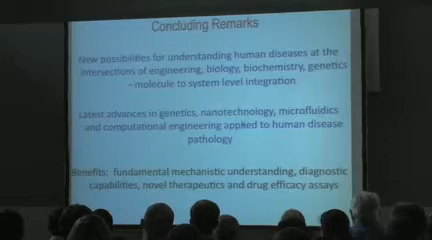 Concluding Remarks
New possibilities for understanding human diseases at the
intersections of engineering, biology, biochemistry, genetics
– molecule to system level integration
Latest advances in genetics, nanotechnology, microfluidics
and computational engineering applied to human disease
pathology
Benefits: fundamental mechanistic understanding, diagnostic
capabilities, novel therapeutics and drug efficacy assays